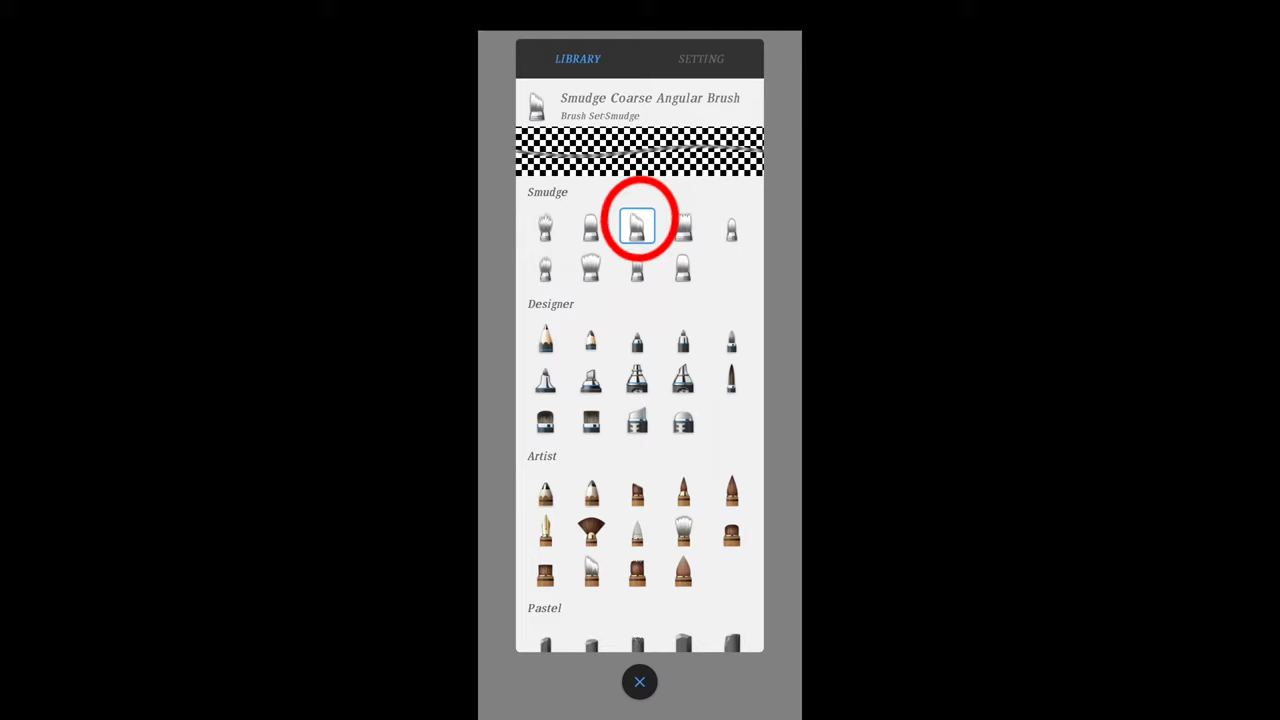 LIBRARY
SETTING
Smudge Coarse Angular Brush
Brush Set:Smudge
Smudge
Designer
Artist
Pastel